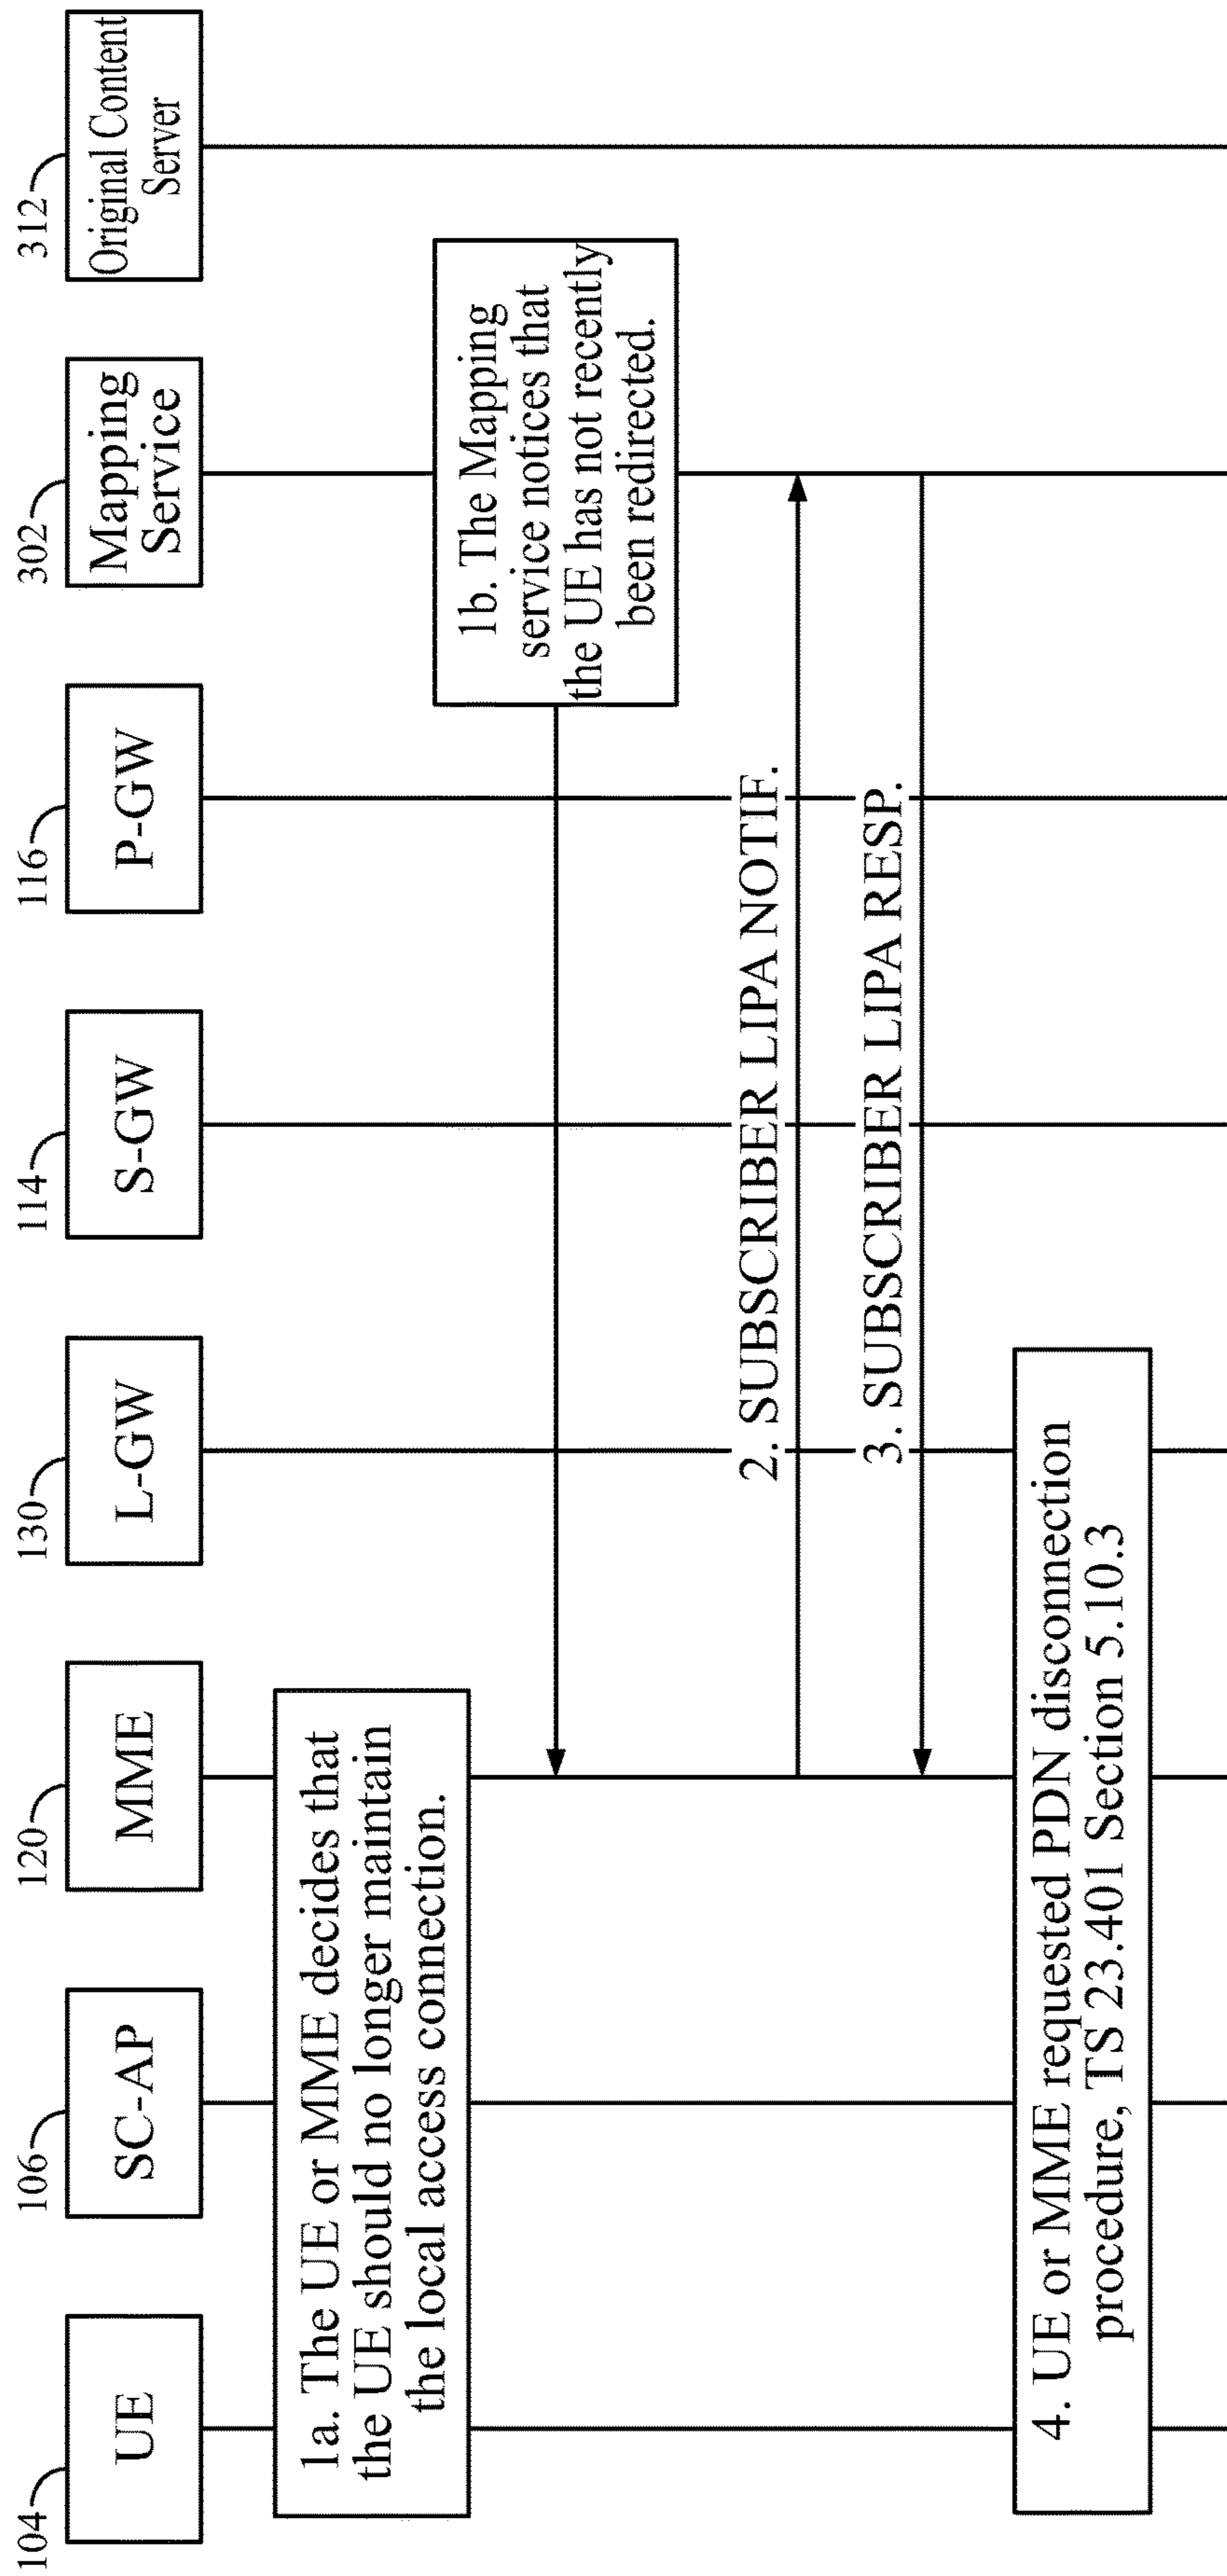 104
106
120
130
114
116
302
312
UE
SC-AP
MME
L-GW
S-GW
P-GW
Mapping
Service
Original Content
Server
1a. The UE or MME decides that
the UE should no longer maintain
the local access connection.
1b. The Mapping
service notices that
the UE has not recently
been redirected.
2. SUBSCRIBER LIPA NOTIF.
3. SUBSCRIBER LIPA RESP.
4. UE or MME requested PDN disconnection
procedure, TS 23.401 Section 5.10.3